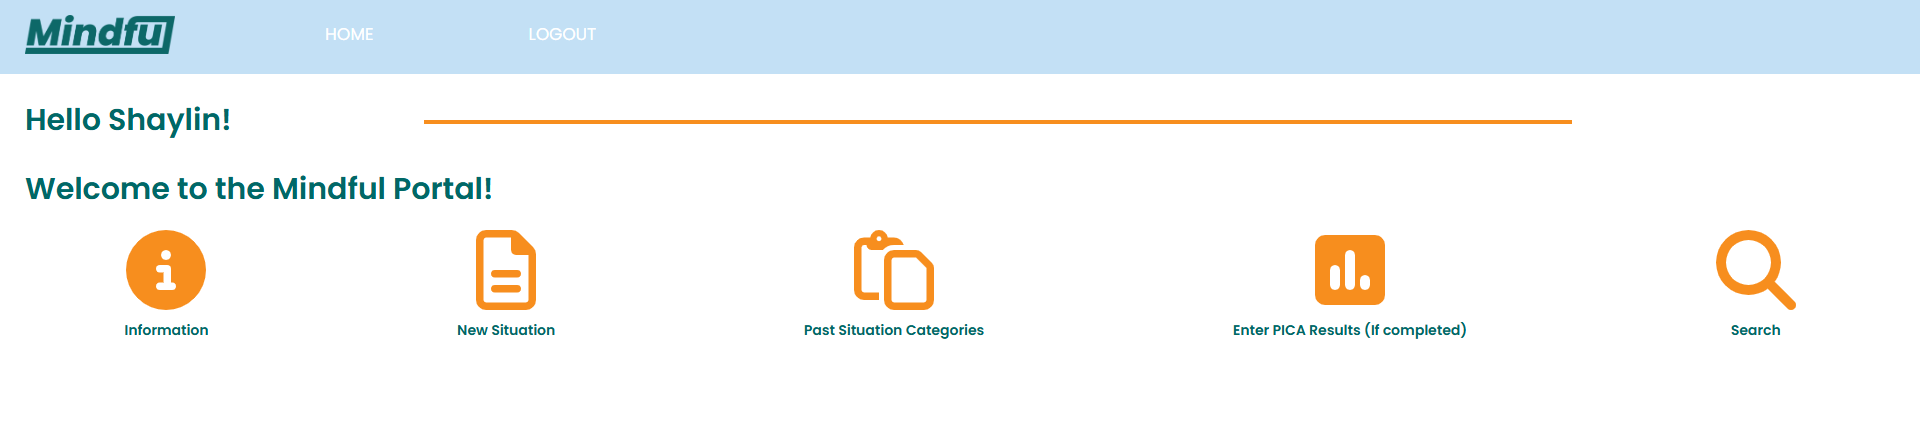 Mindful
HOME
LOGOUT
Hello Shaylin!
Welcome to the Mindful Portal!
Information
New Situation
Past Situation Categories
Enter PICA Results (If completed)
Search